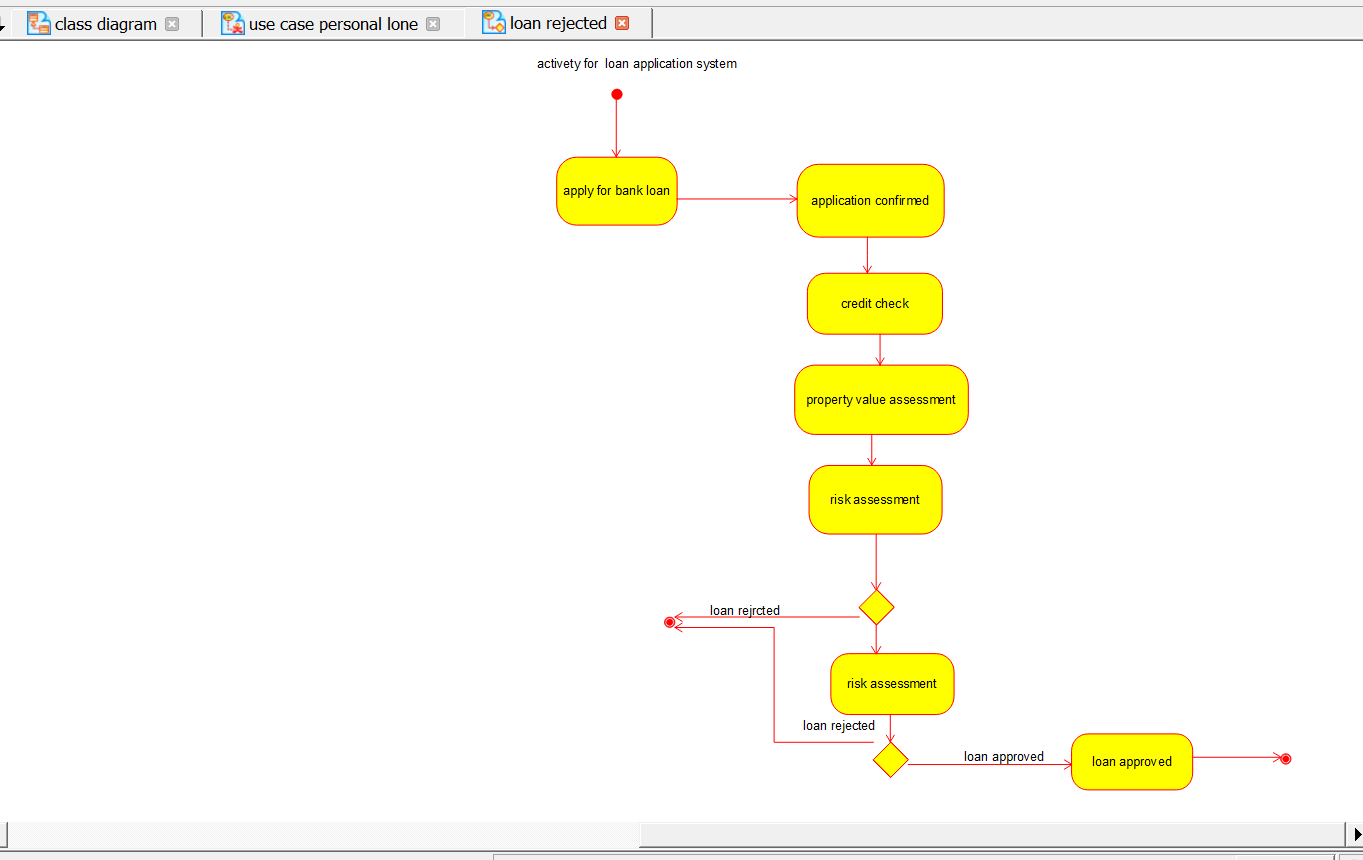 class diagram
use case personal lone
loan rejected
activety for  loan application system
apply for bank loan
application confirmed
credit check
property value assessment
risk assessment
loan rejrcted
risk assessment
loan rejected
loan approved
loan approved